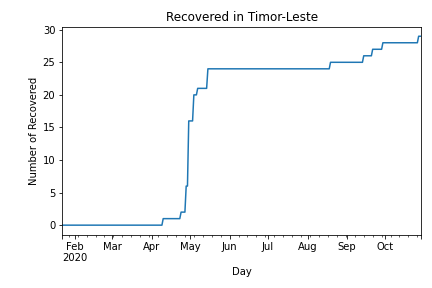 Recovered in Timor-Leste
Number of Recovered
30
25
20
15
10
5
0
Feb Mar Apr May Jun Jul Aug Sep Oct
2020
Day